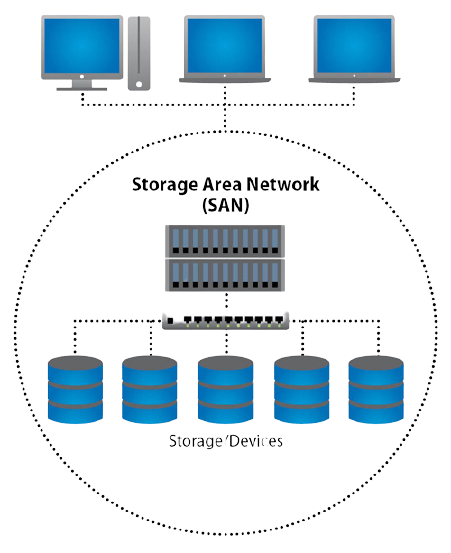 Storage Area Network
(SAN)
Storage ‘Devices